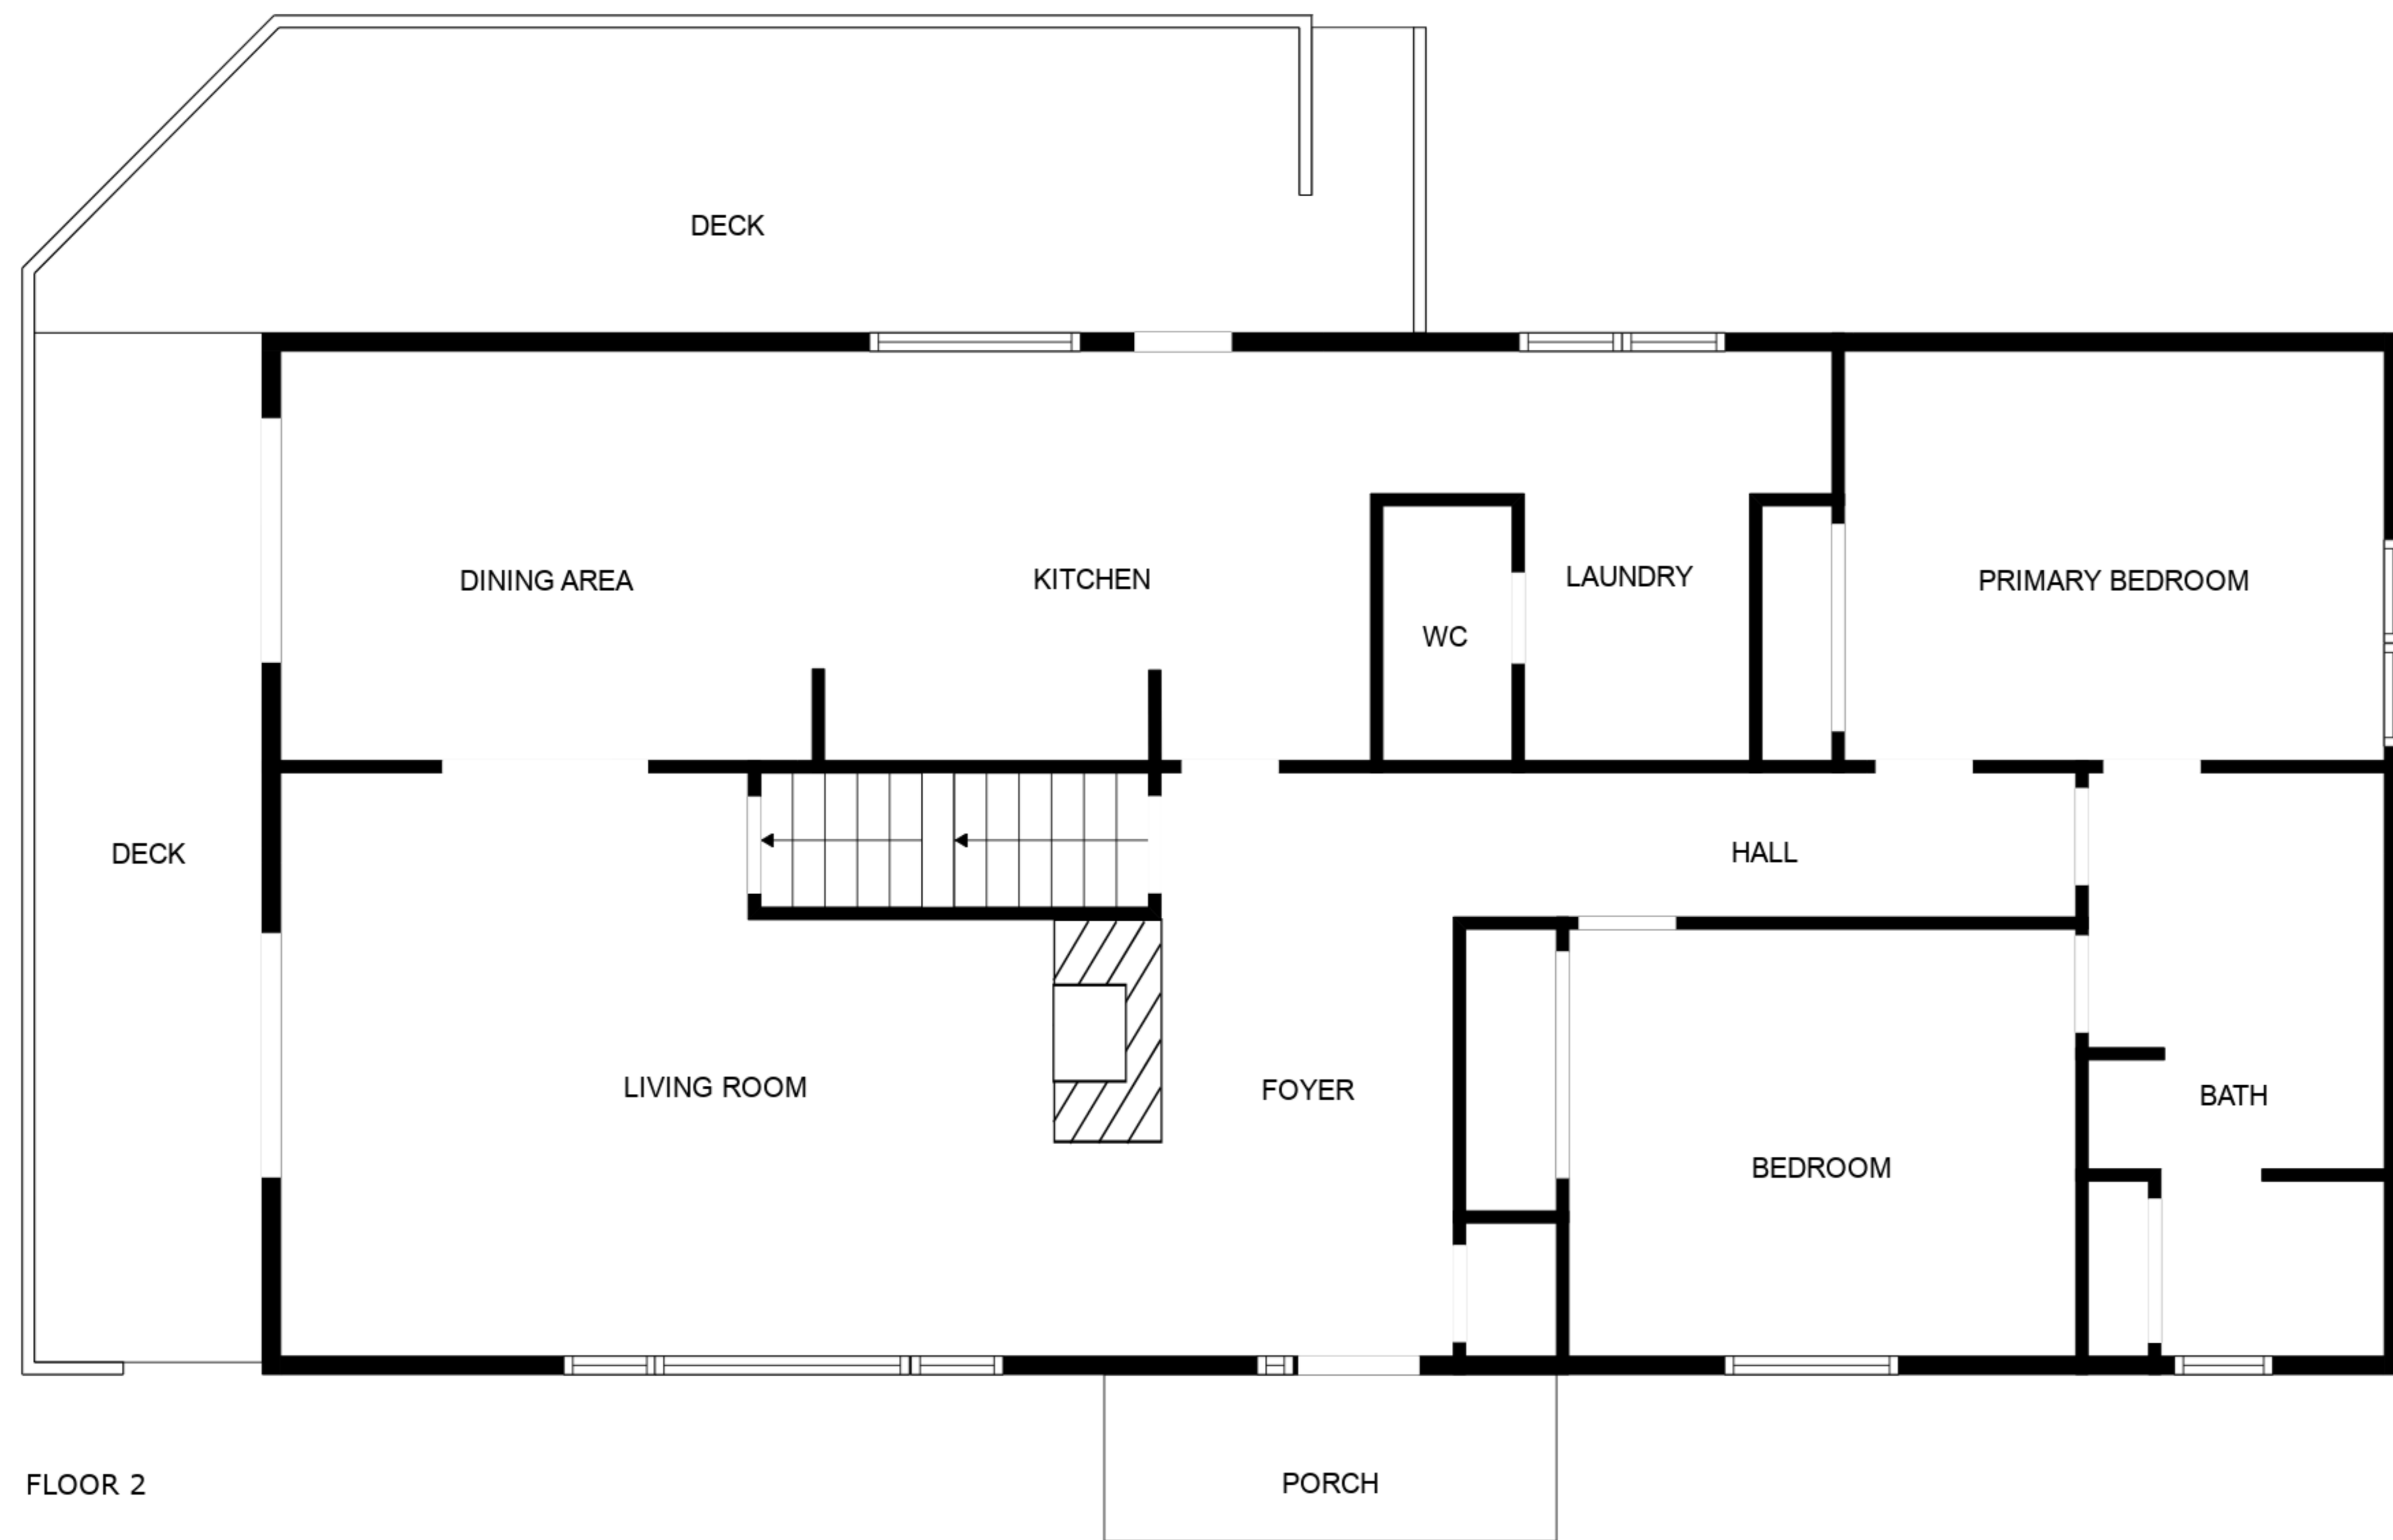 DECK
DINING AREA
KITCHEN
LAUNDRY
PRIMARY BEDROOM
WC
DECK
HALL
LIVING ROOM
FOYER
BATH
BEDROOM
FLOOR 2
PORCH